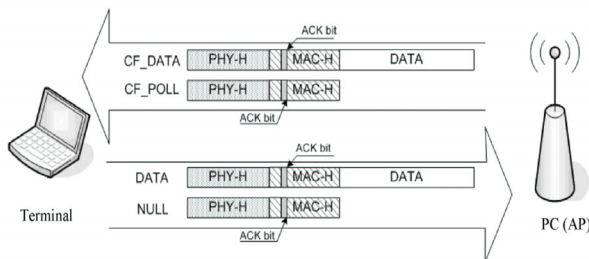 ACK bit
CF_DATA PHY-H MAC-H DATA
CF_POLL PHY-H MAC-H
ACK bit
ACK bit
DATA PHY-H MAC-H DATA
NULL PHY-H MAC-H
ACK bit
Terminal
PC (AP)